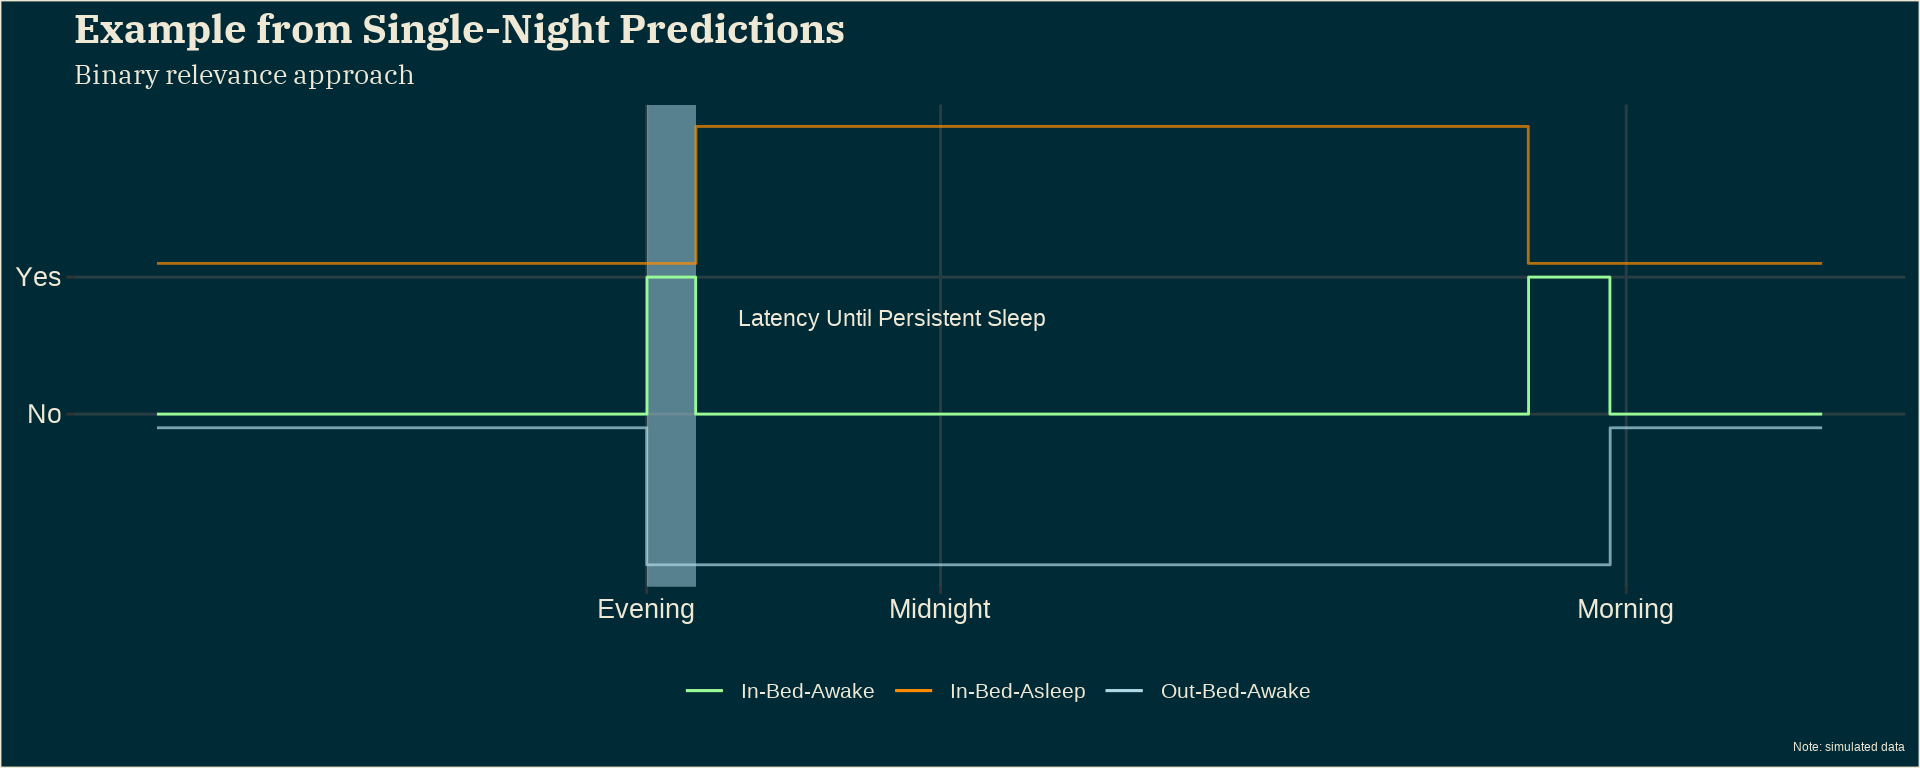 Example from Single-Night Predictions
Binary relevance approach
Yes
Latency Until Persistent Sleep
No
Evening
Midnight
Morning
In-Bed-Awake
In-Bed-Asleep
Out-Bed-Awake
Note: simulated data